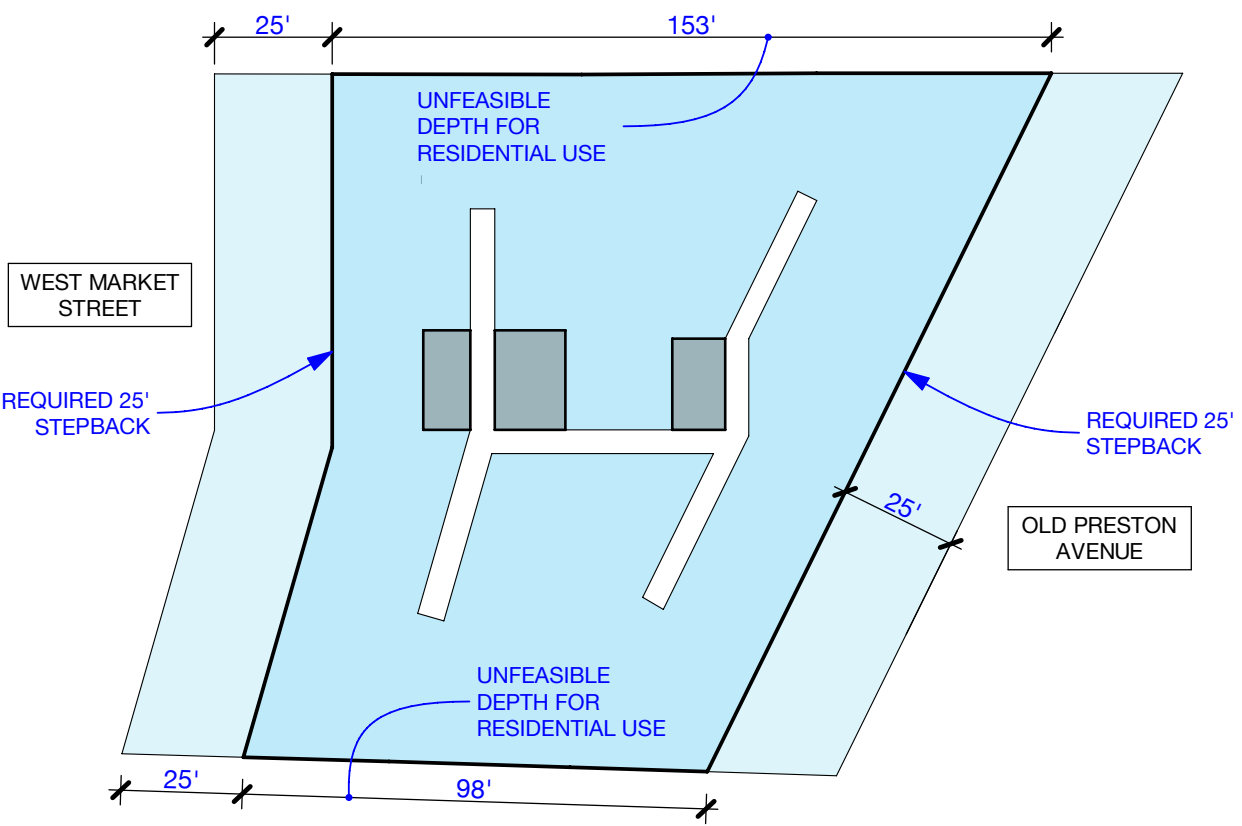 25'
153'
UNFEASIBLE
DEPTH FOR
RESIDENTIAL USE
WEST MARKET
STREET
REQUIRED 25'
STEPBACK
REQUIRED 25'
STEPBACK
25'
OLD PRESTON
AVENUE
UNFEASIBLE
DEPTH FOR
RESIDENTIAL USE
25'
98'